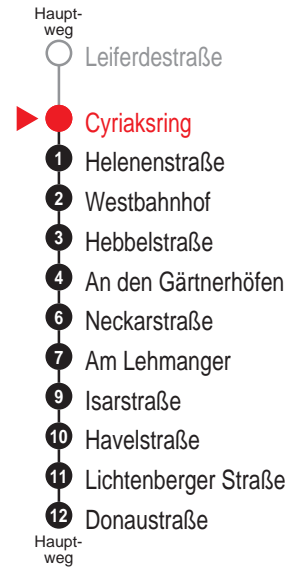 Haupt-
weg
Leiferdestraße
Cyriaksring
1 Helenenstraße
2 Westbahnhof
3 Hebbelstraße
4 An den Gärtnerhöfen
6 Neckarstraße
7 Am Lehmanger
9 Isarstraße
10 Havelstraße
11 Lichtenberger Straße
12 Donaustraße
Haupt-
weg